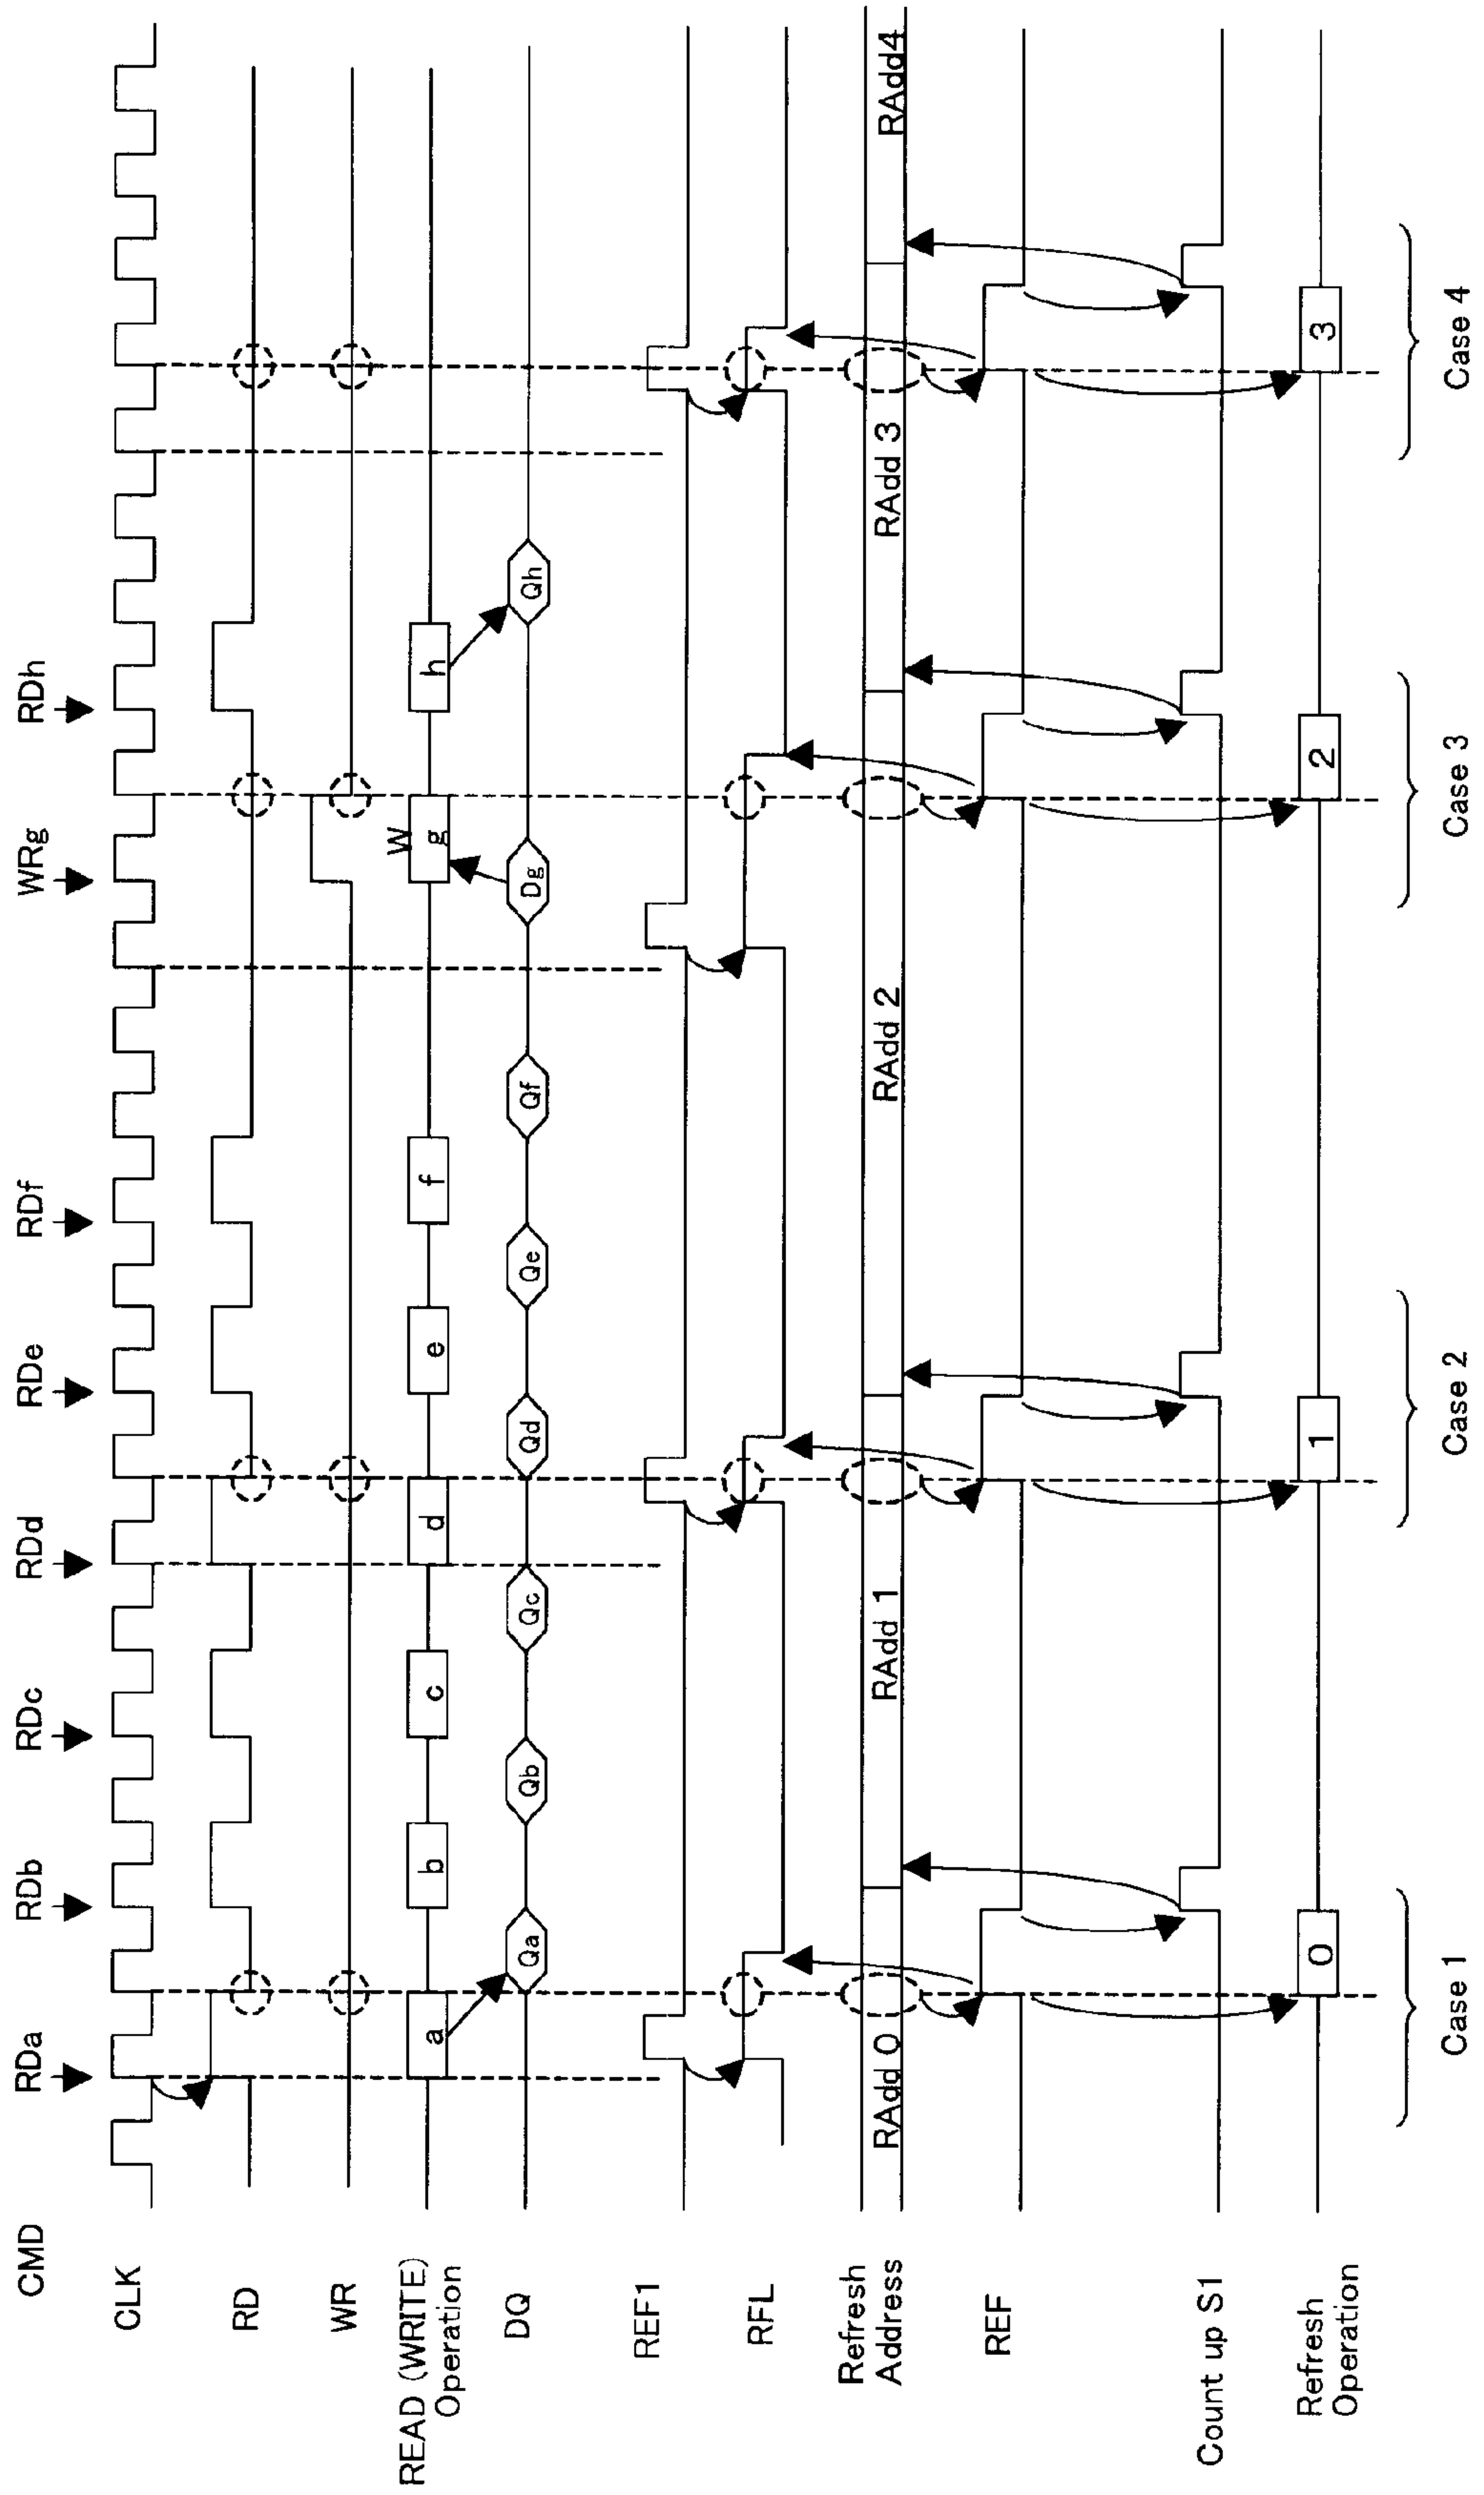 CMD
RDa
RDb
RDc
RDd
RDe
RDf
WRg
RDh
CLK
RD
WR
READ (WRITE)
Operation
a
b
c
d
e
f
W
g
h
DQ
Qa
Qb
Qc
Qd
Qe
Qf
Dg
Qh
REF1
RFL
Refresh
Address
RAdd 0
RAdd 1
RAdd 2
RAdd 3
RAdd4
REF
Count up S1
Refresh
Operation
0
1
2
3
Case 1
Case 2
Case 3
Case 4